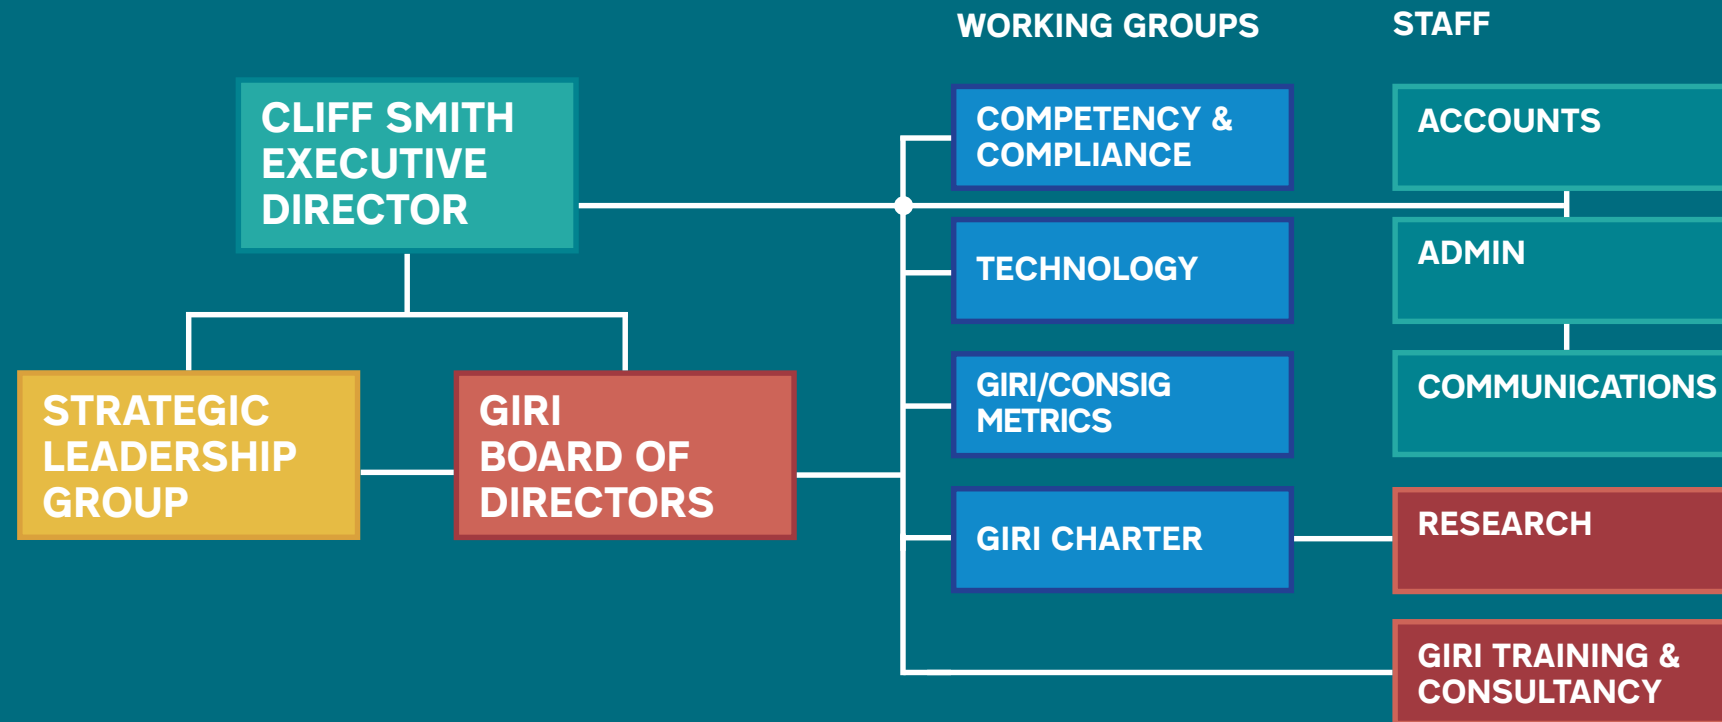 WORKING GROUPS
STAFF
CLIFF SMITH
EXECUTIVE
DIRECTOR
STRATEGIC
LEADERSHIP
GROUP
GIRI
BOARD OF
DIRECTORS
COMPETENCY &
COMPLIANCE
TECHNOLOGY
GIRI/CONSIG
METRICS
GIRI CHARTER
ACCOUNTS
ADMIN
COMMUNICATIONS
RESEARCH
GIRI TRAINING &
CONSULTANCY